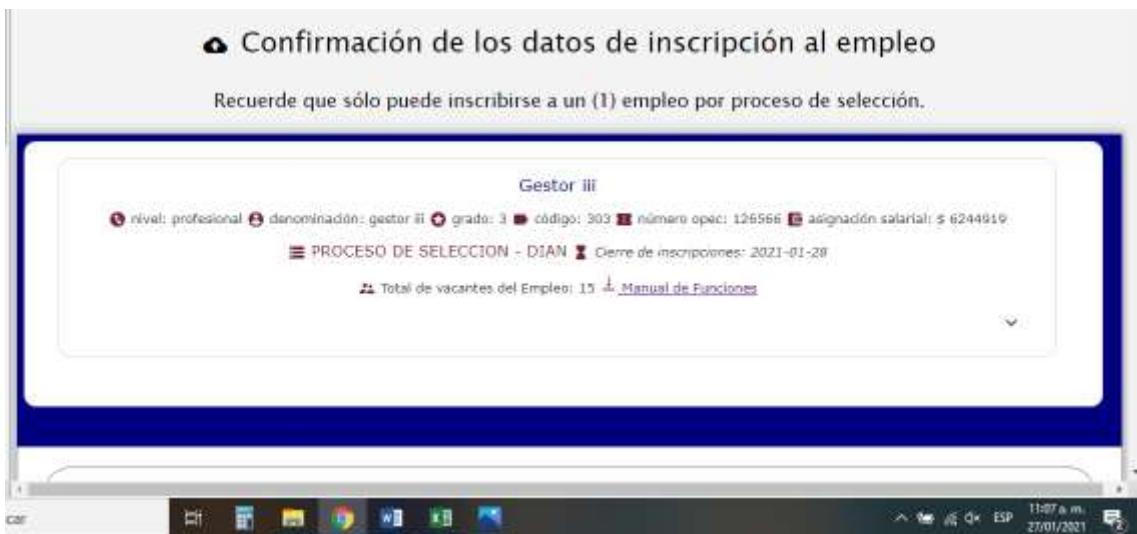 Confirmación de los datos de inscripción al empleo
Recuerde que sólo puede inscribirse a un (1) empleo por proceso de selección.
Gestor iii
nivel: profesional denominación: gestor iii grado: 3 código: 303 número opec: 126566 asignación salarial: $ 6244919
PROCESO DE SELECCION - DIAN Cierre de inscripciones: 2021-01-28
Total de vacantes del Empleo: 15 Manual de Funciones
car
ESP
11:07 a. m.
27/01/2021